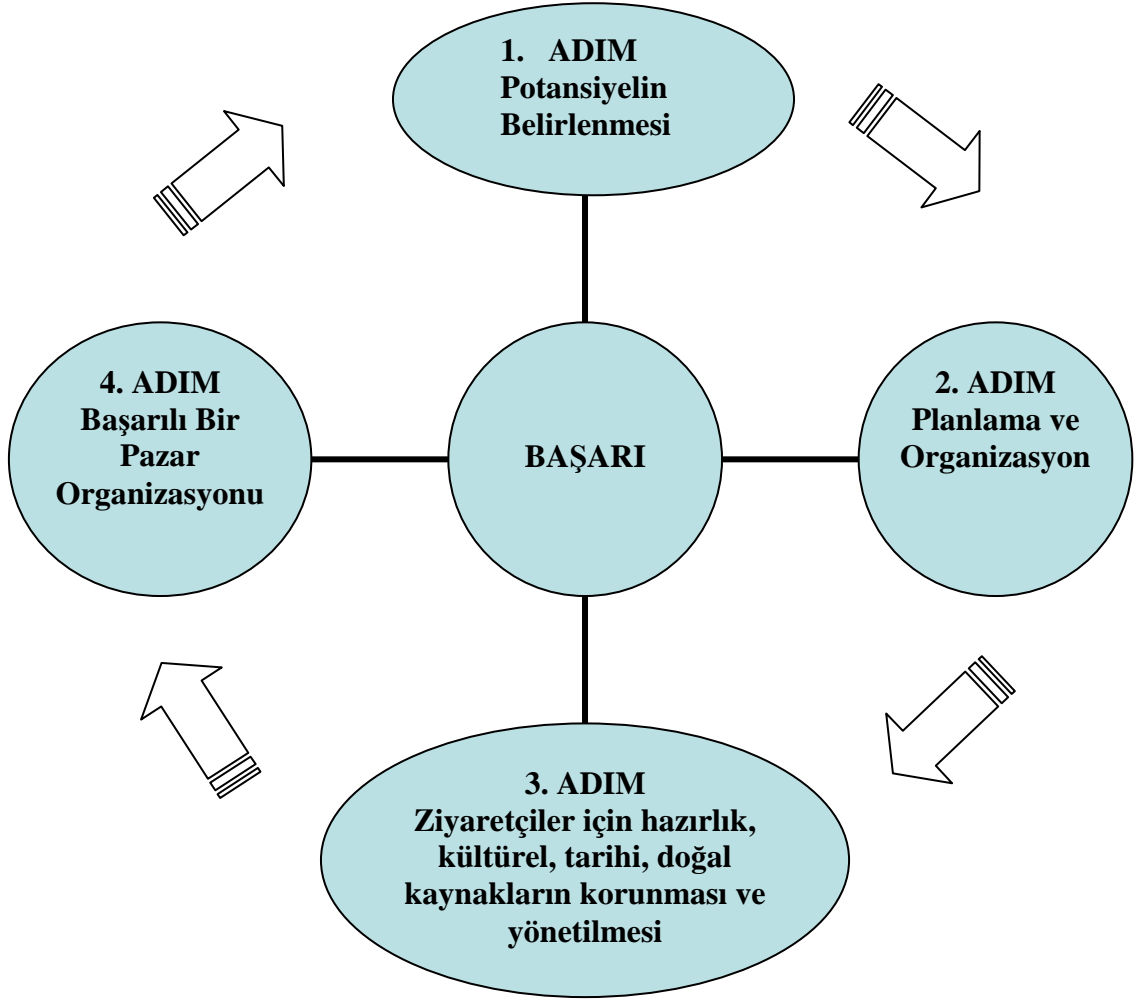 1. ADIM
Potansiyelin
Belirlenmesi
4. ADIM
Başarılı Bir
Pazar
Organizasyonu
BAŞARI
2. ADIM
Planlama ve
Organizasyon
3. ADIM
Ziyaretçiler için hazırlık,
kültürel, tarihi, doğal
kaynakların korunması ve
yönetilmesi